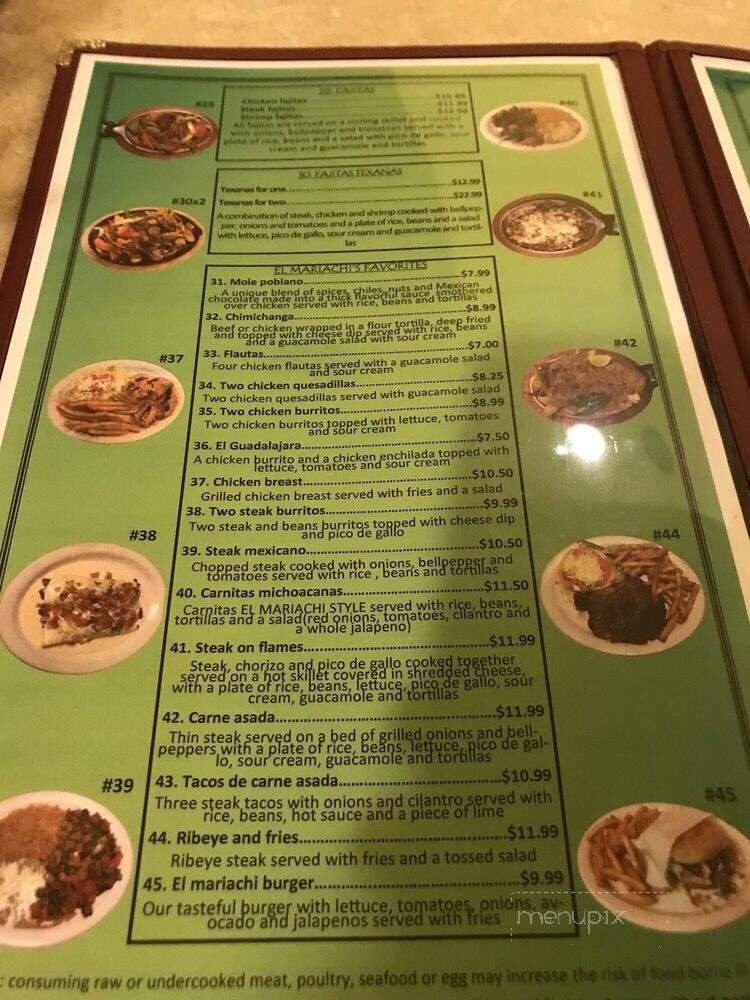 #29
29. FAJITAS
Chicken fajitas
Steak fajitas
$11.99
Shrimp fajitas
$12.50
All fajitas are served on a sizzling skillet and cooked
with onions, bellpepper and tomatoes served with a
plate of rice, beans and a salad with pico de gallo, sour
cream and guacamole and tortillas
#40
30. FAJITAS TEXANAS
Texanas for one...$12.99
Texanas for two...$22.99
A combination of steak, chicken and shrimp cooked with bellpep-
per, onions and tomatoes and a plate of rice, beans and a salad
with lettuce, pico de gallo, sour cream and guacamole and tortil-
las
#30x2
#41
EL MARIACHI'S FAVORITES
31. Mole poblano...$7.99
A unique blend of spices, chiles, nuts and Mexican
chocolate made into a thick flavorful sauce, smothered
over chicken served with rice, beans and tortillas
32. Chimichanga...$8.99
Beef or chicken wrapped in a flour tortilla, deep fried
and topped with cheese dip served with rice, beans
and a guacamole salad with sour cream
33. Flautas...$7.00
Four chicken flautas served with a guacamole salad
and sour cream
#37
#42
34. Two chicken quesadillas...$8.25
Two chicken quesadillas served with guacamole salad
35. Two chicken burritos...$8.99
Two chicken burritos topped with lettuce, tomatoes
and sour cream
36. El Guadalajara...$7.50
A chicken burrito and a chicken enchilada topped with
lettuce, tomatoes and sour cream
37. Chicken breast...$10.50
Grilled chicken breast served with fries and a salad
38. Two steak burritos...$9.99
Two steak and beans burritos topped with cheese dip
and pico de gallo
#38
#44
39. Steak mexicano...$10.50
Chopped steak cooked with onions, bellpepper and
tomatoes served with rice , beans and tortillas
40. Carnitas michoacanas...$11.50
Carnitas EL MARIACHI STYLE served with rice, beans,
tortillas and a salad(red onions, tomatoes, cilantro and
a whole jalapeno)
41. Steak on flames...$11.99
Steak, chorizo and pico de gallo cooked together
served on a hot skillet covered in shredded cheese,
with a plate of rice, beans, lettuce, pico de gallo, sour
cream, guacamole and tortillas
42. Carne asada...$11.99
Thin steak served on a bed of grilled onions and bell-
peppers with a plate of rice, beans, lettuce, pico de gal-
lo, sour cream, guacamole and tortillas
#39
#45
43. Tacos de carne asada...$10.99
Three steak tacos with onions and cilantro served with
rice, beans, hot sauce and a piece of lime
44. Ribeye and fries...$11.99
Ribeye steak served with fries and a tossed salad
45. El mariachi burger...$9.99
Our tasteful burger with lettuce, tomatoes, onions, av-
ocado and jalapenos served with fries
menupix
: consuming raw or undercooked meat, poultry, seafood or egg may increase the risk of food borne